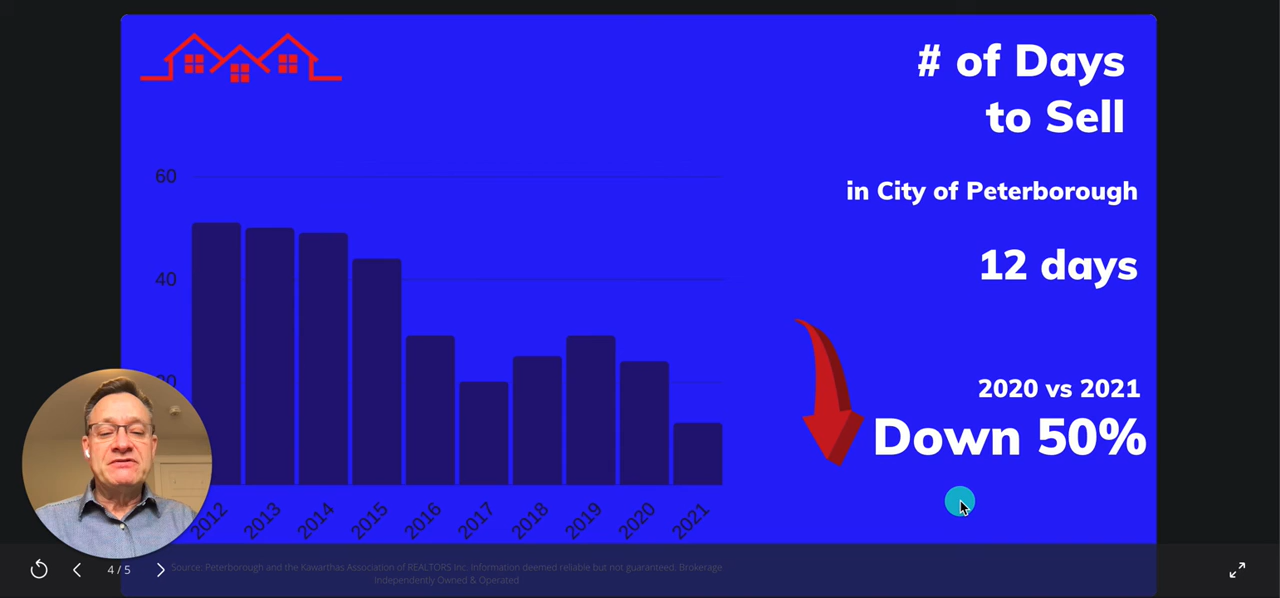 # of Days
to Sell
in City of Peterborough
12 days
2020 vs 2021
Down 50%
60
40
20
2012
2013
2014
2015
2016
2017
2018
2019
2020
2021
4 / 5
Source: Peterborough and the Kawarthas Association of REALTORS Inc: Information deemed reliable but not guaranteed. Brokerage
Independently Owned & Operated